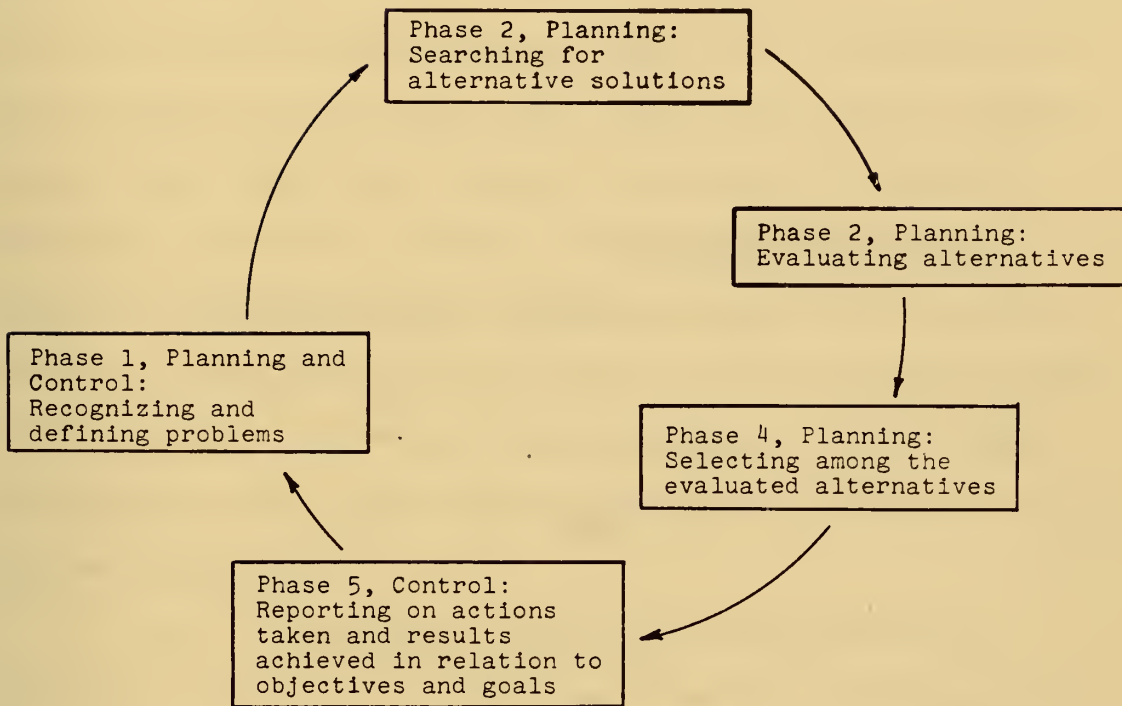 Phase 2, Planning:
Searching for
alternative solutions
Phase 2, Planning:
Evaluating alternatives
Phase 4, Planning:
Selecting among the
evaluated alternatives
Phase 5, Control:
Reporting on actions
taken and results
achieved in relation to
objectives and goals
Phase 1, Planning and
Control:
Recognizing and
defining problems